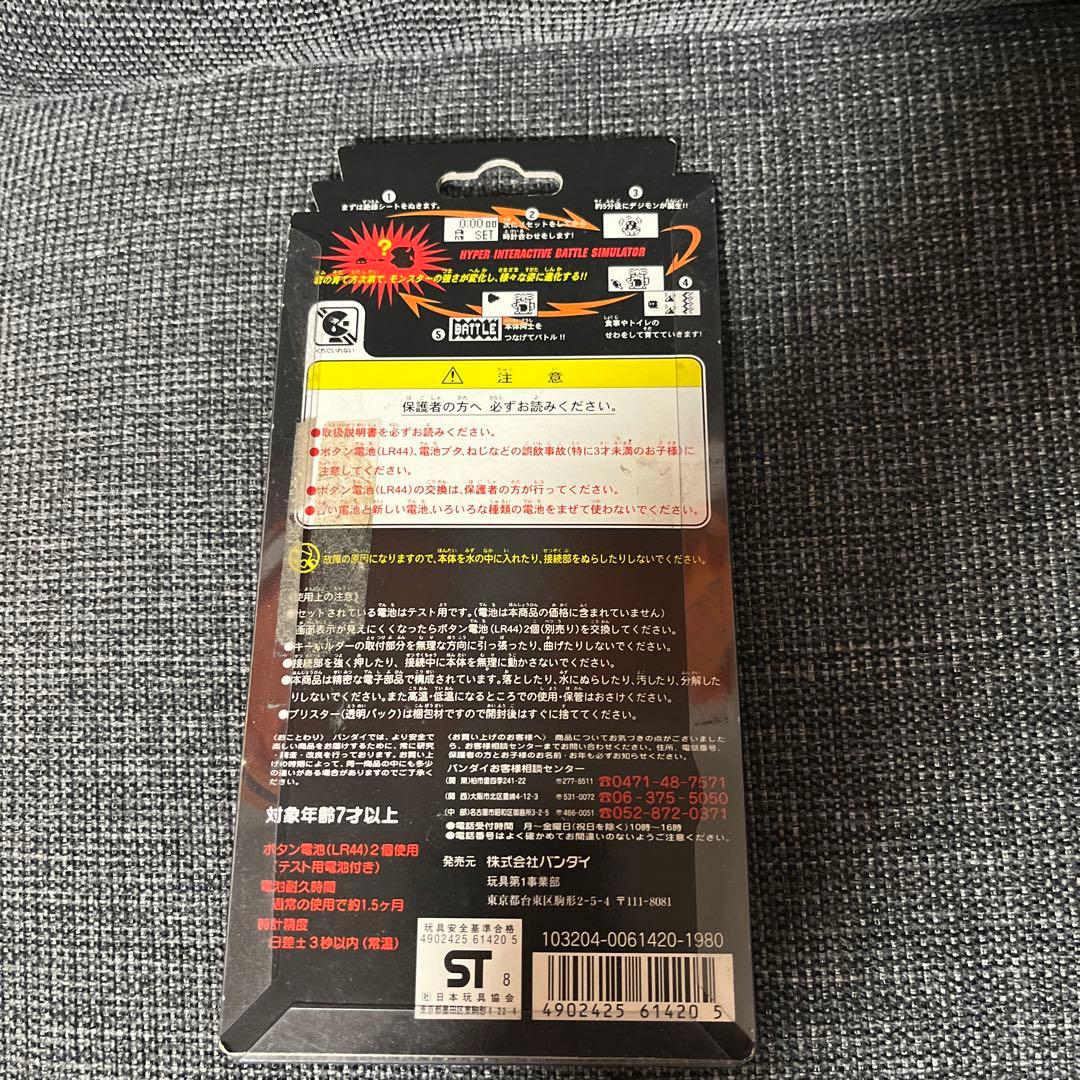 1
まずは絶縁シートをぬきます。
2
0:00 00
SET
次にリセットをしてから
時計合わせをします!
3
約5分後にデジモンが誕生!!
HYPER INTERACTIVE BATTLE SIMULATOR
?
の育て方次第で、モンスターの強さが変化し、様々な姿に進化する!!
4
食事やトイレの
せわをして育てていきます!
5
BATTLE
本体同士を
つなげてバトル!!
口にいれない
注意
保護者の方へ 必ずお読みください。
●取扱説明書を必ずお読みください。
●ボタン電池(LR44)、電池ブタ、ねじなどの誤飲事故(特に3才未満のお子様)に
注意してください。
●ボタン電池(LR44)の交換は、保護者の方が行ってください。
●古い電池と新しい電池、いろいろな種類の電池をまぜて使わないでください。
故障の原因になりますので、本体を水の中に入れたり、接続部をぬらしたりしないでください。
《使用上の注意》
●セットされている電池はテスト用です。(電池は本商品の価格に含まれていません)
●画面表示が見えにくくなったらボタン電池(LR44)2個(別売り)を交換してください。
●キーホルダーの取付部分を無理な方向に引っ張ったり、曲げたりしないでください。
●接続部を強く押したり、接続中に本体を無理に動かさないでください。
●本商品は精密な電子部品で構成されています。落としたり、水にぬらしたり、汚したり、分解した
りしないでください。また高温・低温になるところでの使用・保管はおさけください。
●ブリスター(透明パック)は梱包材ですので開封後はすぐに捨ててください。
〈おことわり〉 バンダイでは、より安全で
楽しい商品をお届けするために、常に研究
・調査・改良を行っております。お買い上
げの時期によって、同一商品の中にも多少
の違いがある場合がありますのでご了承く
ださい。
〈お買い上げのお客様へ〉 商品についてお気づきの点がございました
ら、お客様相談センターまでお問い合わせください。住所、電話番号、
保護者の方とお子様のお名前・お年も必ずお知らせください。
バンダイお客様相談センター
(関 東)柏市豊四季241-22 〒277-8511 ☎0471-48-7571
(関 西)大阪市北区豊崎4-12-3 〒531-0072 ☎06-375-5050
(中 部)名古屋市昭和区御器所3-2-5 〒466-0051 ☎052-872-0371
●電話受付時間 月〜金曜日(祝日を除く)10時〜16時
●電話番号はよく確かめてお間違いのないようご注意ください。
対象年齢7才以上
ボタン電池(LR44)2個使用
(テスト用電池付き)
電池耐久時間
通常の使用で約1.5ヶ月
時計精度
日差±3秒以内(常温)
発売元 株式会社バンダイ
玩具第1事業部
東京都台東区駒形2-5-4 〒111-8081
玩具安全基準合格
4902425 61420 5
ST 8
(社)日本玩具協会
東京都墨田区東駒形4-22-4
103204-0061420-1980
4902425 614205